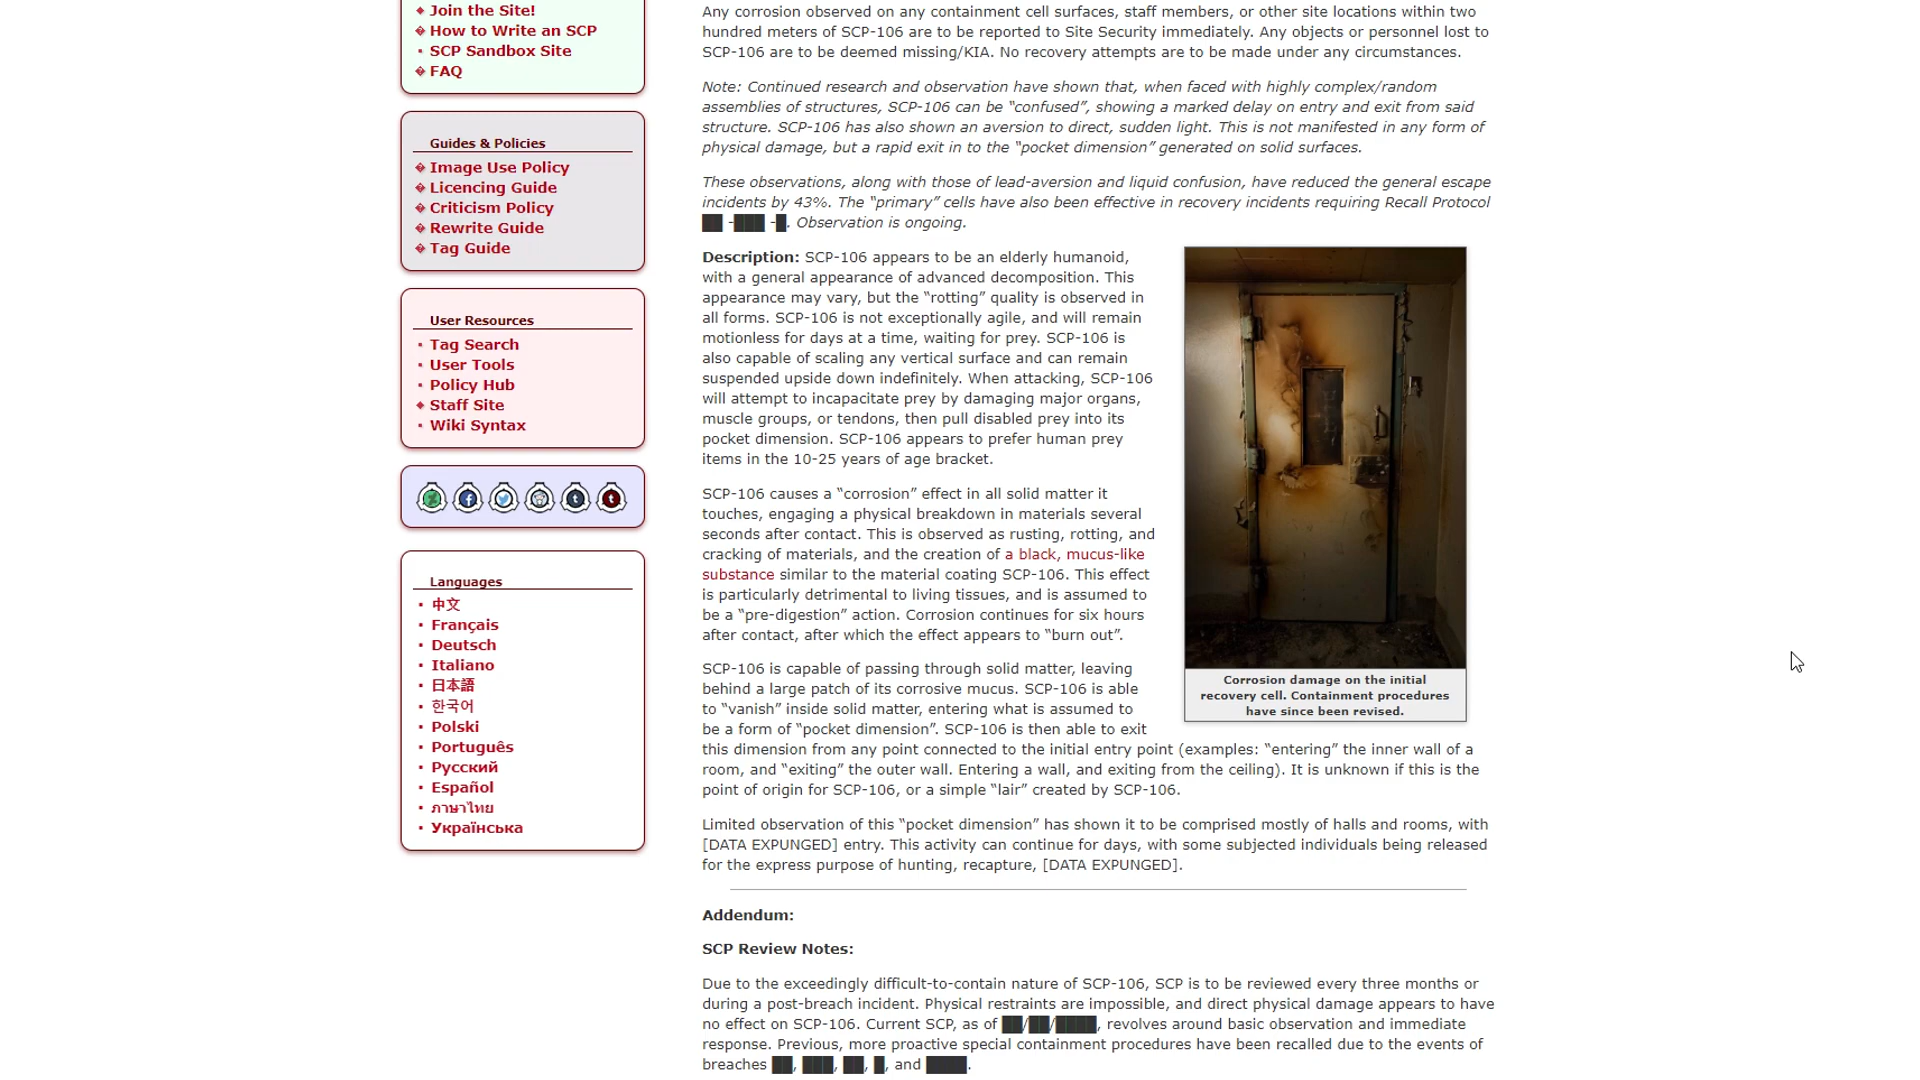 Join the Site!
How to Write an SCP
SCP Sandbox Site
FAQ
Guides & Policies
Image Use Policy
Licencing Guide
Criticism Policy
Rewrite Guide
Tag Guide
User Resources
Tag Search
User Tools
Policy Hub
Staff Site
Wiki Syntax
Languages
中文
Français
Deutsch
Italiano
日本語
한국어
Polski
Português
Русский
Español
ภาษาไทย
Українська
Any corrosion observed on any containment cell surfaces, staff members, or other site locations within two
hundred meters of SCP-106 are to be reported to Site Security immediately. Any objects or personnel lost to
SCP-106 are to be deemed missing/KIA. No recovery attempts are to be made under any circumstances.
Note: Continued research and observation have shown that, when faced with highly complex/random
assemblies of structures, SCP-106 can be “confused”, showing a marked delay on entry and exit from said
structure. SCP-106 has also shown an aversion to direct, sudden light. This is not manifested in any form of
physical damage, but a rapid exit in to the “pocket dimension” generated on solid surfaces.
These observations, along with those of lead-aversion and liquid confusion, have reduced the general escape
incidents by 43%. The “primary” cells have also been effective in recovery incidents requiring Recall Protocol
██ -███ -█. Observation is ongoing.
Description: SCP-106 appears to be an elderly humanoid,
with a general appearance of advanced decomposition. This
appearance may vary, but the “rotting” quality is observed in
all forms. SCP-106 is not exceptionally agile, and will remain
motionless for days at a time, waiting for prey. SCP-106 is
also capable of scaling any vertical surface and can remain
suspended upside down indefinitely. When attacking, SCP-106
will attempt to incapacitate prey by damaging major organs,
muscle groups, or tendons, then pull disabled prey into its
pocket dimension. SCP-106 appears to prefer human prey
items in the 10-25 years of age bracket.
SCP-106 causes a “corrosion” effect in all solid matter it
touches, engaging a physical breakdown in materials several
seconds after contact. This is observed as rusting, rotting, and
cracking of materials, and the creation of a black, mucus-like
substance similar to the material coating SCP-106. This effect
is particularly detrimental to living tissues, and is assumed to
be a “pre-digestion” action. Corrosion continues for six hours
after contact, after which the effect appears to “burn out”.
SCP-106 is capable of passing through solid matter, leaving
behind a large patch of its corrosive mucus. SCP-106 is able
to “vanish” inside solid matter, entering what is assumed to
be a form of “pocket dimension”. SCP-106 is then able to exit
this dimension from any point connected to the initial entry point (examples: “entering” the inner wall of a
room, and “exiting” the outer wall. Entering a wall, and exiting from the ceiling). It is unknown if this is the
point of origin for SCP-106, or a simple “lair” created by SCP-106.
Corrosion damage on the initial
recovery cell. Containment procedures
have since been revised.
Limited observation of this “pocket dimension” has shown it to be comprised mostly of halls and rooms, with
[DATA EXPUNGED] entry. This activity can continue for days, with some subjected individuals being released
for the express purpose of hunting, recapture, [DATA EXPUNGED].
Addendum:
SCP Review Notes:
Due to the exceedingly difficult-to-contain nature of SCP-106, SCP is to be reviewed every three months or
during a post-breach incident. Physical restraints are impossible, and direct physical damage appears to have
no effect on SCP-106. Current SCP, as of ██/██/████, revolves around basic observation and immediate
response. Previous, more proactive special containment procedures have been recalled due to the events of
breaches ██, ███, ██, █, and ████.